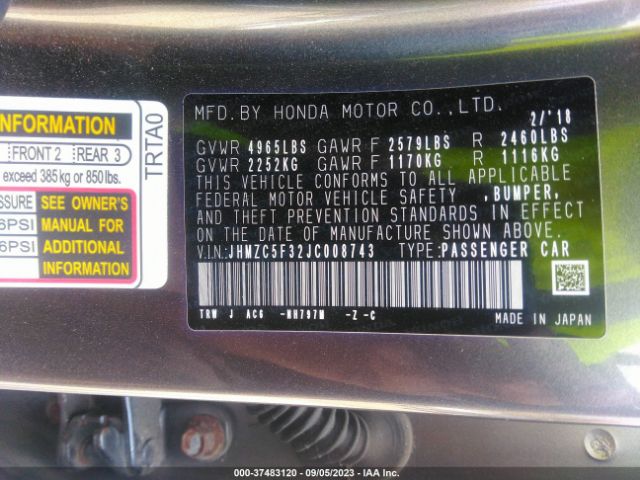 INFORMATION
FRONT 2 REAR 3
exceed 385 kg or 850 lbs.
SEE OWNER'S
MANUAL FOR
ADDITIONAL
INFORMATION
TRTA0
MFD. BY HONDA MOTOR CO., LTD. 2/'18
GVWR 4965LBS GAWR F 2579LBS R 2460LBS
GVWR 2252KG GAWR F 1170KG R 1116KG
THIS VEHICLE CONFORMS TO ALL APPLICABLE
FEDERAL MOTOR VEHICLE SAFETY ,BUMPER,
AND THEFT PREVENTION STANDARDS IN EFFECT
ON THE DATE OF MANUFACTURE SHOWN ABOVE.
V.I.N: JHMZC5F32JC008743 TYPE: PASSENGER CAR
TRW J AC6 -NH797M -Z -C
MADE IN JAPAN
000-37483120 - 09/05/2023 - IAA Inc.